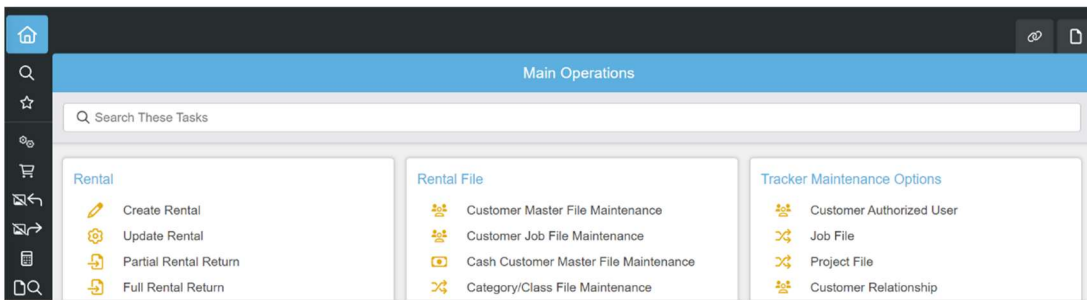 Main Operations
Search These Tasks
Rental
Create Rental
Update Rental
Partial Rental Return
Full Rental Return
Rental File
Customer Master File Maintenance
Customer Job File Maintenance
Cash Customer Master File Maintenance
Category/Class File Maintenance
Tracker Maintenance Options
Customer Authorized User
Job File
Project File
Customer Relationship